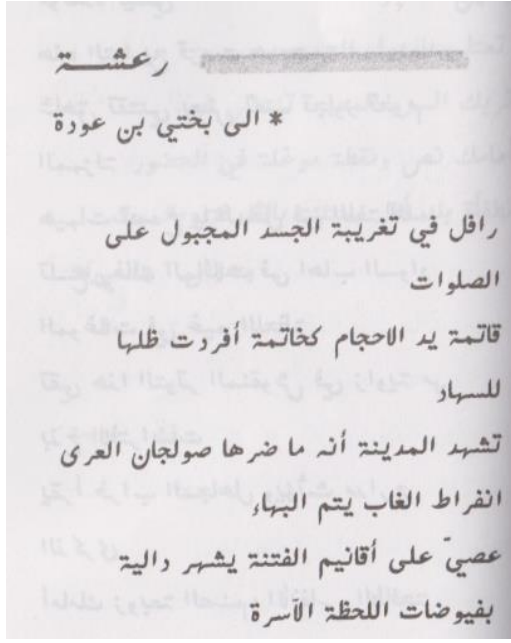 رعشــة
* الى بختي بن عودة
رافل في تغريبة الجسد المجبول على
الصلوات
قاتمة يد الاحجام كخاتمة أفردت ظلها
للسهاد
تشهد المدينة أنه ما ضرها صولجان العرى
انفراط الغاب يتم البهاء
عصيّ على أقانيم الفتنة يشهر دالية
بفيوضات اللحظة الآسرة